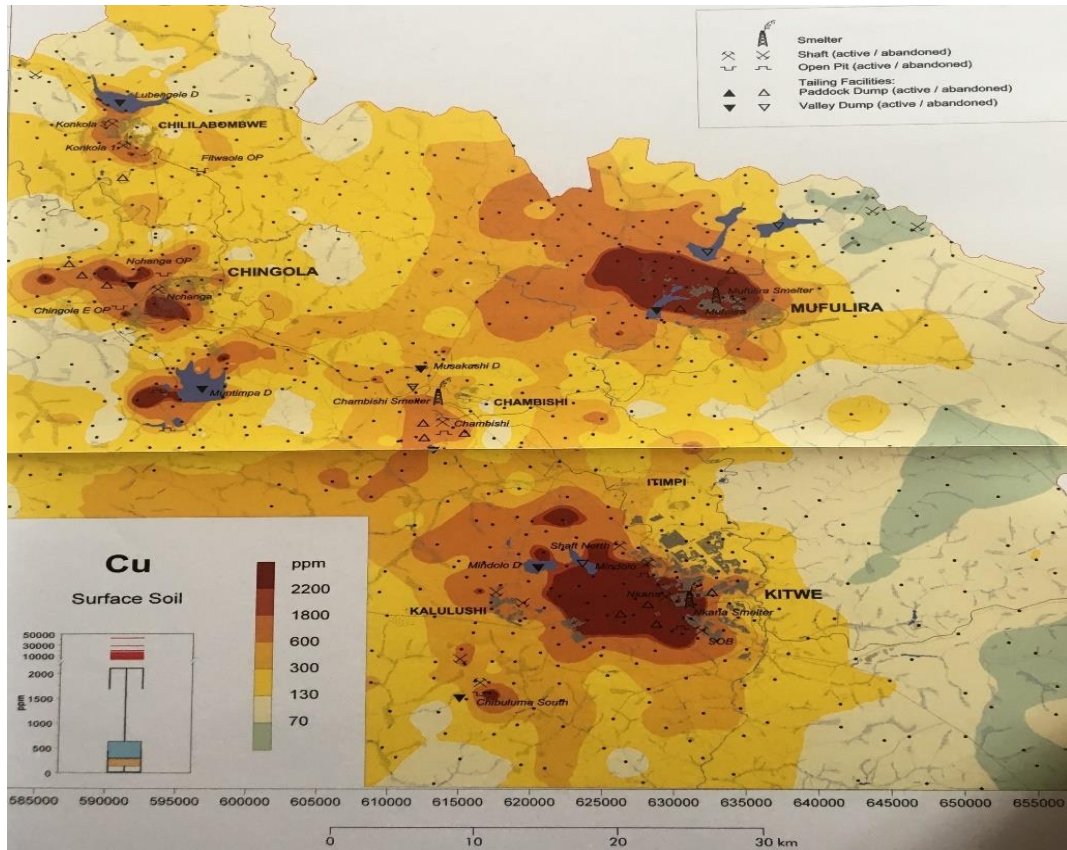 Smelter
Shaft (active / abandoned)
Open Pit (active / abandoned)
Tailing Facilities:
Paddock Dump (active / abandoned)
Valley Dump (active / abandoned)
Lubengele D
Konkola 3
CHILILABOMBWE
Konkola 1
Fitwaola OP
Nchanga OP
CHINGOLA
Nchanga
Chingola E OP
Mufulira Smelter
Mufulira
MUFULIRA
Muntimpa D
Musakashi D
Chambishi Smelter
CHAMBISHI
Chambishi
ITIMPI
Shaft North
Mindolo D
Mindolo
Nkana
KITWE
KALULUSHI
Nkana Smelter
SOB
Chibuluma South
Cu
Surface Soil
ppm
2200
1800
600
300
130
70
50000
30000
10000
2000
1500
1000
500
0
ppm
585000 590000 595000 600000 605000 610000 615000 620000 625000 630000 635000 640000 645000 650000 655000
0 10 20 30 km